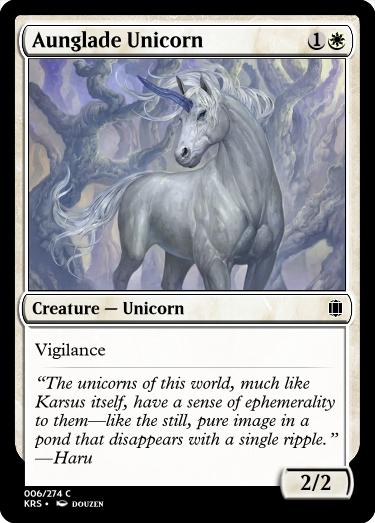 Aunglade Unicorn 1
Creature — Unicorn
Vigilance
“The unicorns of this world, much like
Karsus itself, have a sense of ephemerality
to them—like the still, pure image in a
pond that disappears with a single ripple.”
—Haru
2/2
006/274 C
KRS • DOUZEN